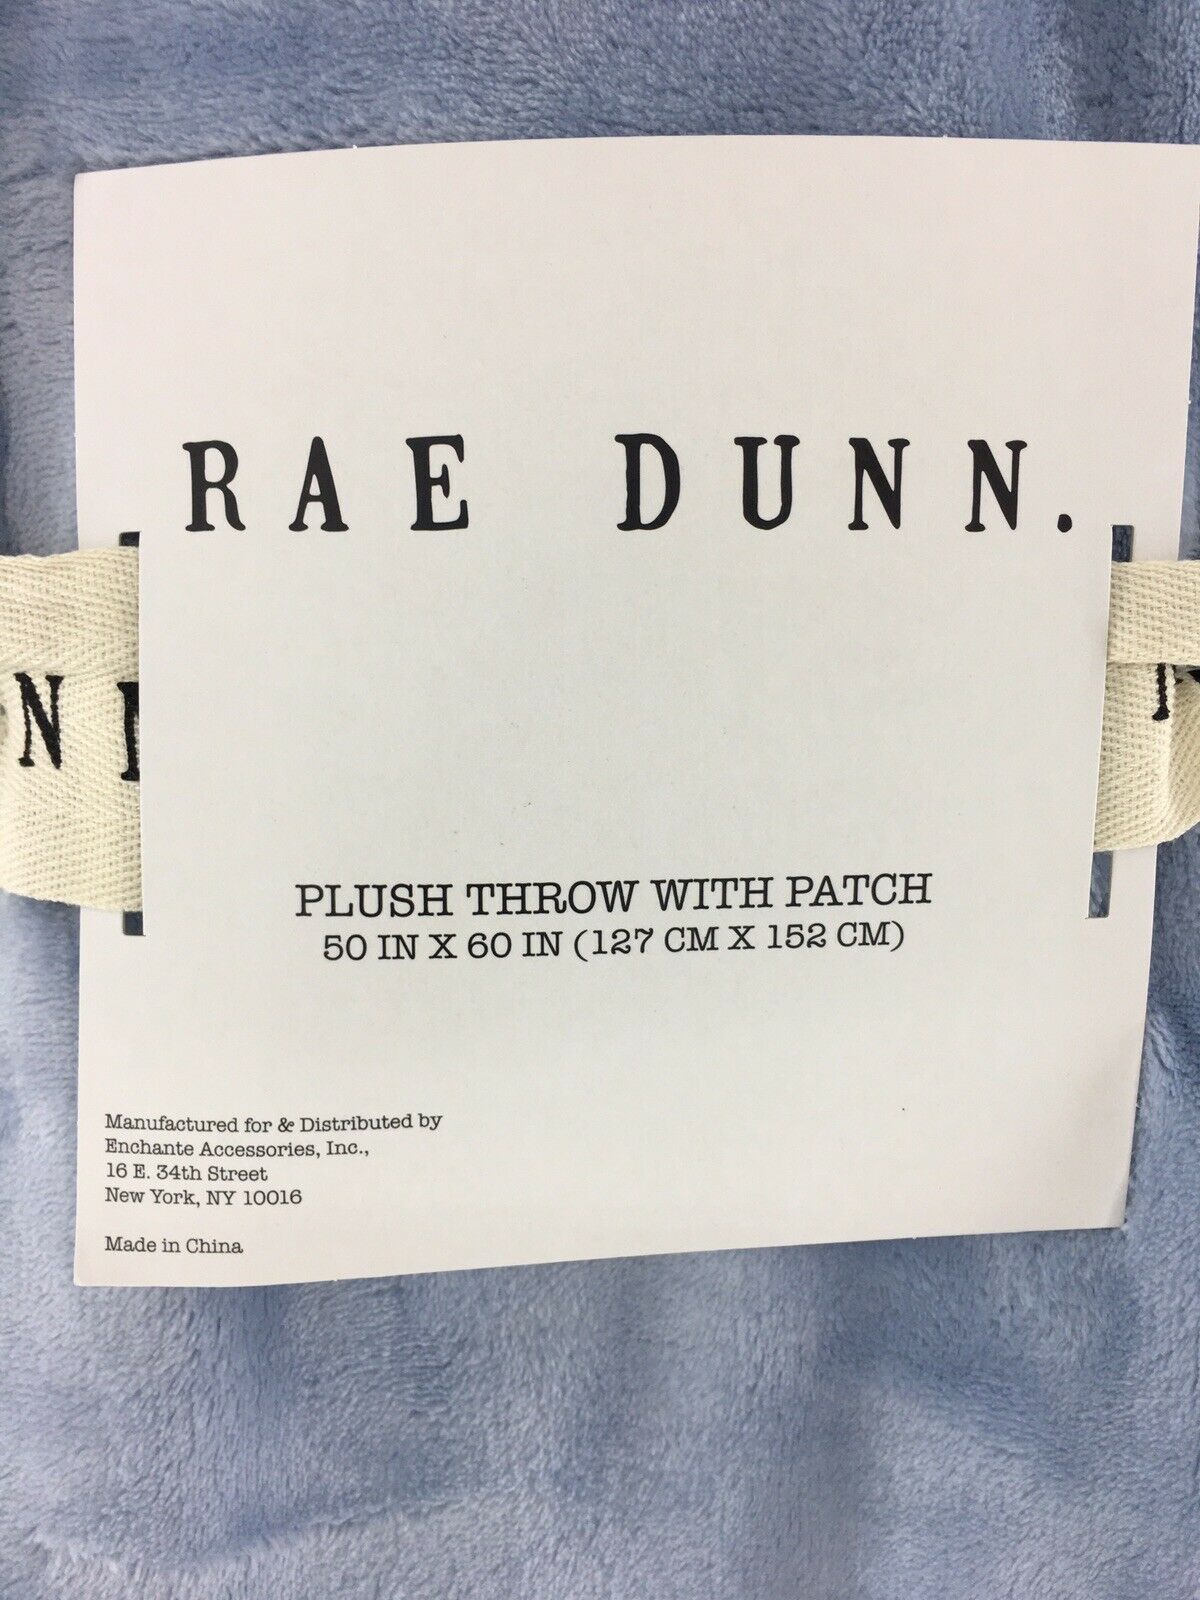 RAE DUNN.
N
PLUSH THROW WITH PATCH
50 IN X 60 IN (127 CM X 152 CM)
Manufactured for & Distributed by
Enchante Accessories, Inc.,
16 E. 34th Street
New York, NY 10016
Made in China